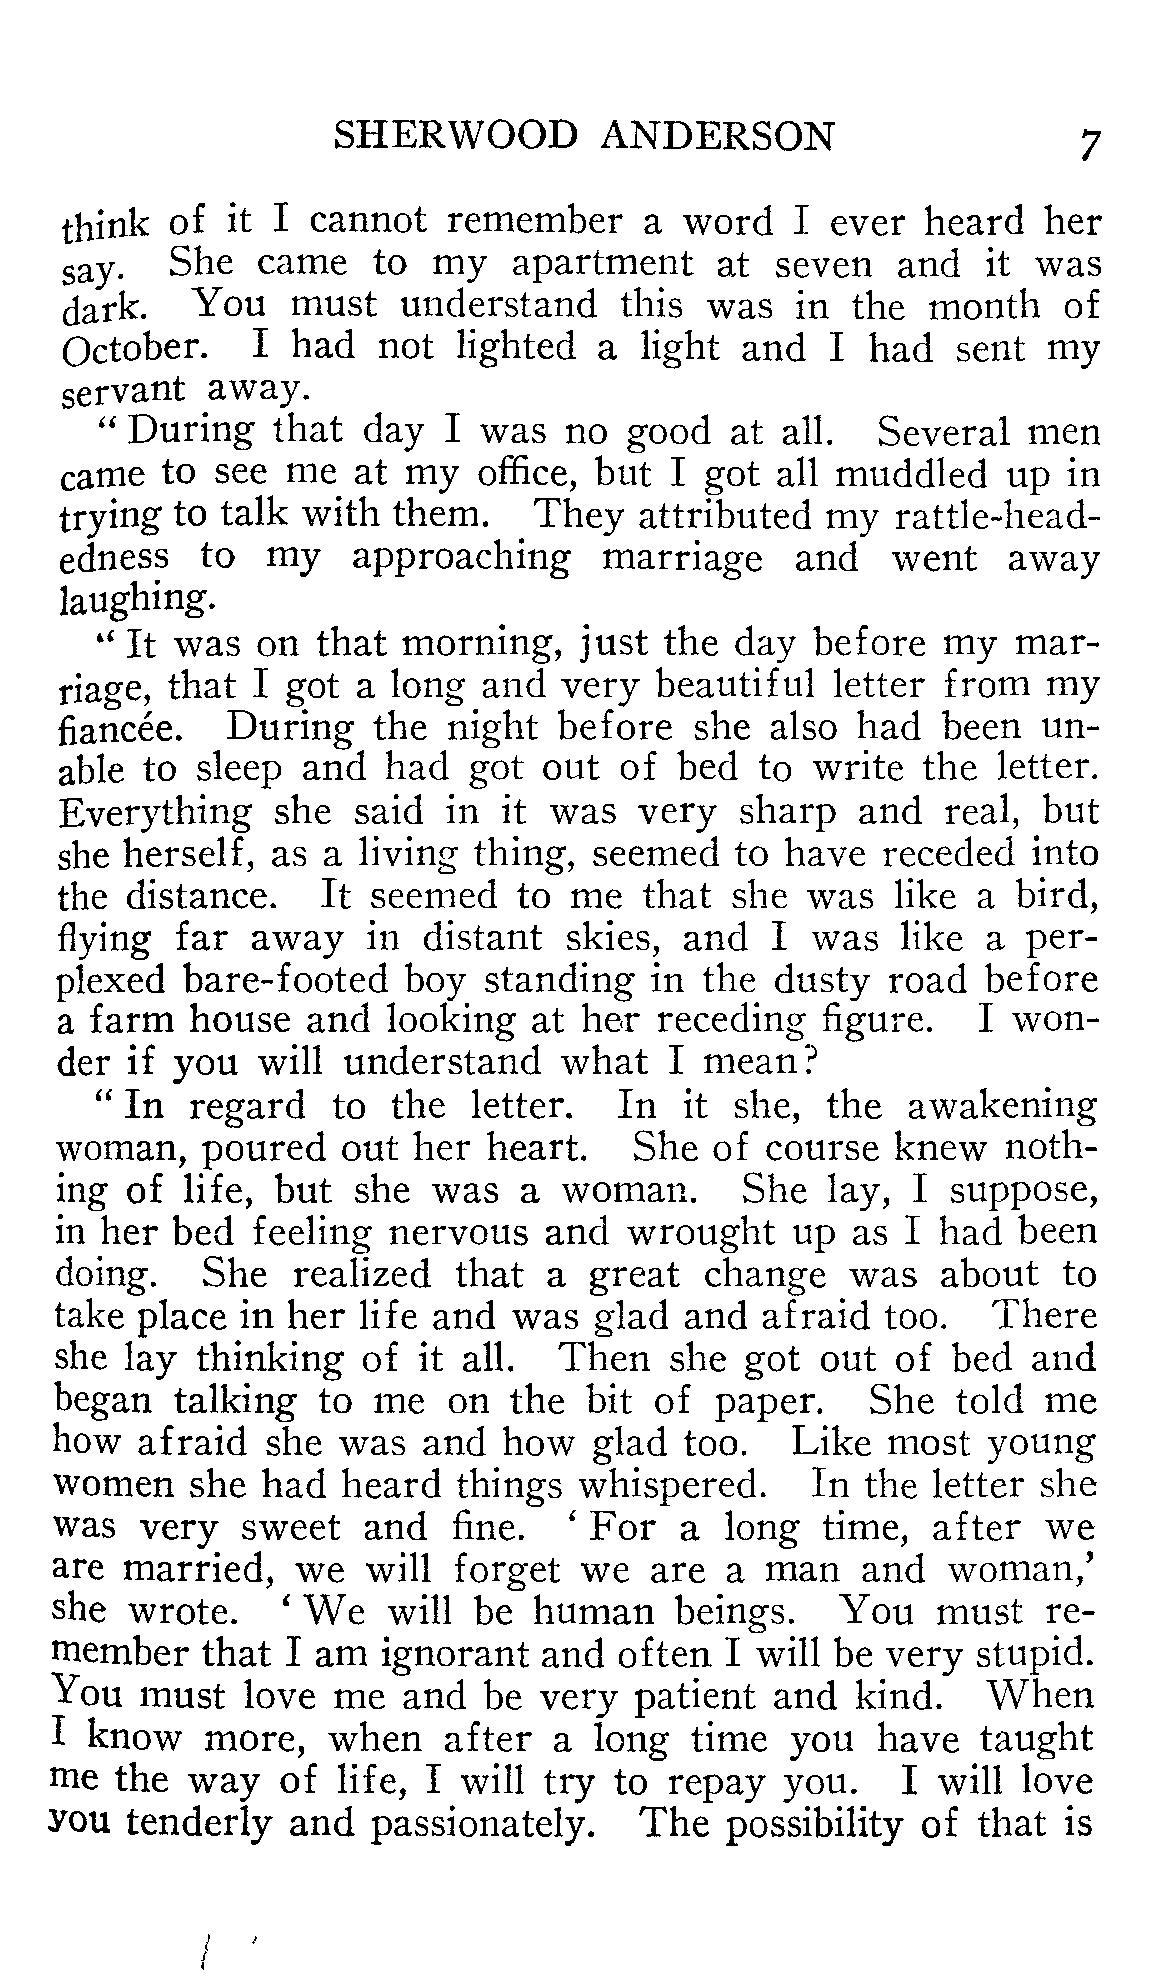 SHERWOOD ANDERSON 7
think of it I cannot remember a word I ever heard her
say. She came to my apartment at seven and it was
dark. You must understand this was in the month of
October. I had not lighted a light and I had sent my
servant away.
“ During that day I was no good at all. Several men
came to see me at my office, but I got all muddled up in
trying to talk with them. They attributed my rattle-head-
edness to my approaching marriage and went away
laughing.
“ It was on that morning, just the day before my mar-
riage, that I got a long and very beautiful letter from my
fiancée. During the night before she also had been un-
able to sleep and had got out of bed to write the letter.
Everything she said in it was very sharp and real, but
she herself, as a living thing, seemed to have receded into
the distance. It seemed to me that she was like a bird,
flying far away in distant skies, and I was like a per-
plexed bare-footed boy standing in the dusty road before
a farm house and looking at her receding figure. I won-
der if you will understand what I mean?
“ In regard to the letter. In it she, the awakening
woman, poured out her heart. She of course knew noth-
ing of life, but she was a woman. She lay, I suppose,
in her bed feeling nervous and wrought up as I had been
doing. She realized that a great change was about to
take place in her life and was glad and afraid too. There
she lay thinking of it all. Then she got out of bed and
began talking to me on the bit of paper. She told me
how afraid she was and how glad too. Like most young
women she had heard things whispered. In the letter she
was very sweet and fine. ‘ For a long time, after we
are married, we will forget we are a man and woman,’
she wrote. ‘ We will be human beings. You must re-
member that I am ignorant and often I will be very stupid.
You must love me and be very patient and kind. When
I know more, when after a long time you have taught
me the way of life, I will try to repay you. I will love
you tenderly and passionately. The possibility of that is